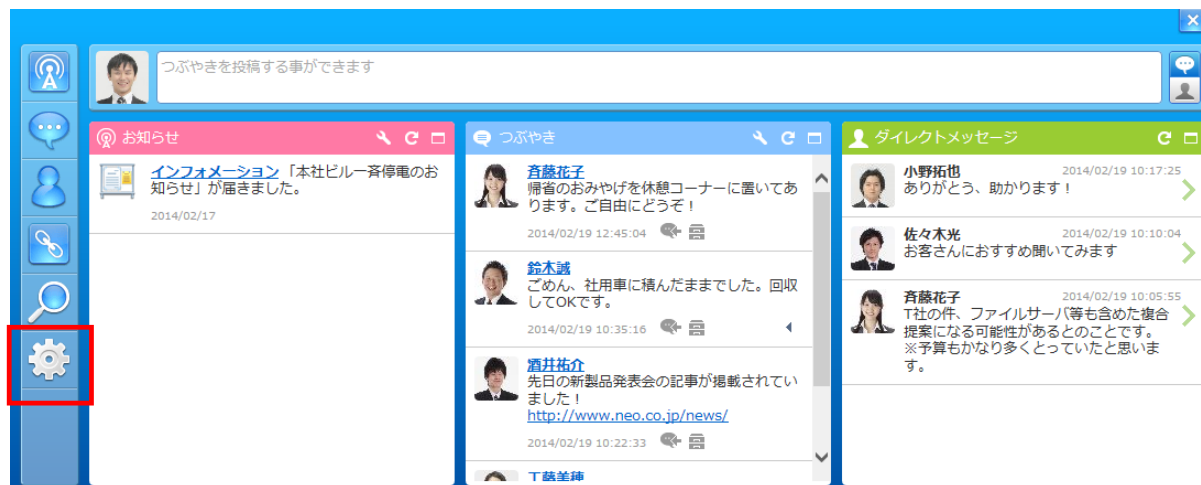 つぶやきを投稿する事ができます
お知らせ
インフォメーション「本社ビル一斉停電のお
知らせ」が届きました。
2014/02/17
つぶやき
斉藤花子
帰省のおみやげを休憩コーナーに置いてあ
ります。ご自由にどうぞ！
2014/02/19 12:45:04
鈴木誠
ごめん、社用車に積んだままでした。回収
してOKです。
2014/02/19 10:35:16
酒井祐介
先日の新製品発表会の記事が掲載されてい
ました！
http://www.neo.co.jp/news/
2014/02/19 10:22:33
工藤美穂
ダイレクトメッセージ
小野拓也 2014/02/19 10:17:25
ありがとう、助かります！
佐々木光 2014/02/19 10:10:04
お客さんにおすすめ聞いてみます
斉藤花子 2014/02/19 10:05:55
T社の件、ファイルサーバ等も含めた複合
提案になる可能性があるとのことです。
※予算もかなり多くとっていたと思いま
す。